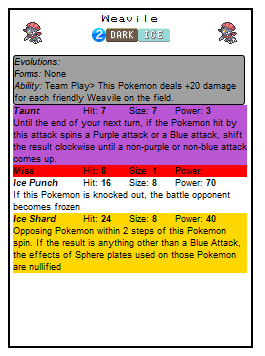 Weavile
2 DARK ICE
Evolutions:
Forms: None
Ability: Team Play> This Pokemon deals +20 damage
for each friendly Weavile on the field.
Taunt Hit: 7 Size: 7 Power: 3
Until the end of your next turn, if the Pokemon hit by
this attack spins a Purple attack or a Blue attack, shift
the result clockwise until a non-purple or non-blue attack
comes up.
Miss Hit: 8 Size: 1 Power:
Ice Punch Hit: 16 Size: 8 Power: 70
If this Pokemon is knocked out, the battle opponent
becomes frozen
Ice Shard Hit: 24 Size: 8 Power: 40
Opposing Pokemon within 2 steps of this Pokemon
spin. If the result is anything other than a Blue Attack,
the effects of Sphere plates used on those Pokemon
are nullified